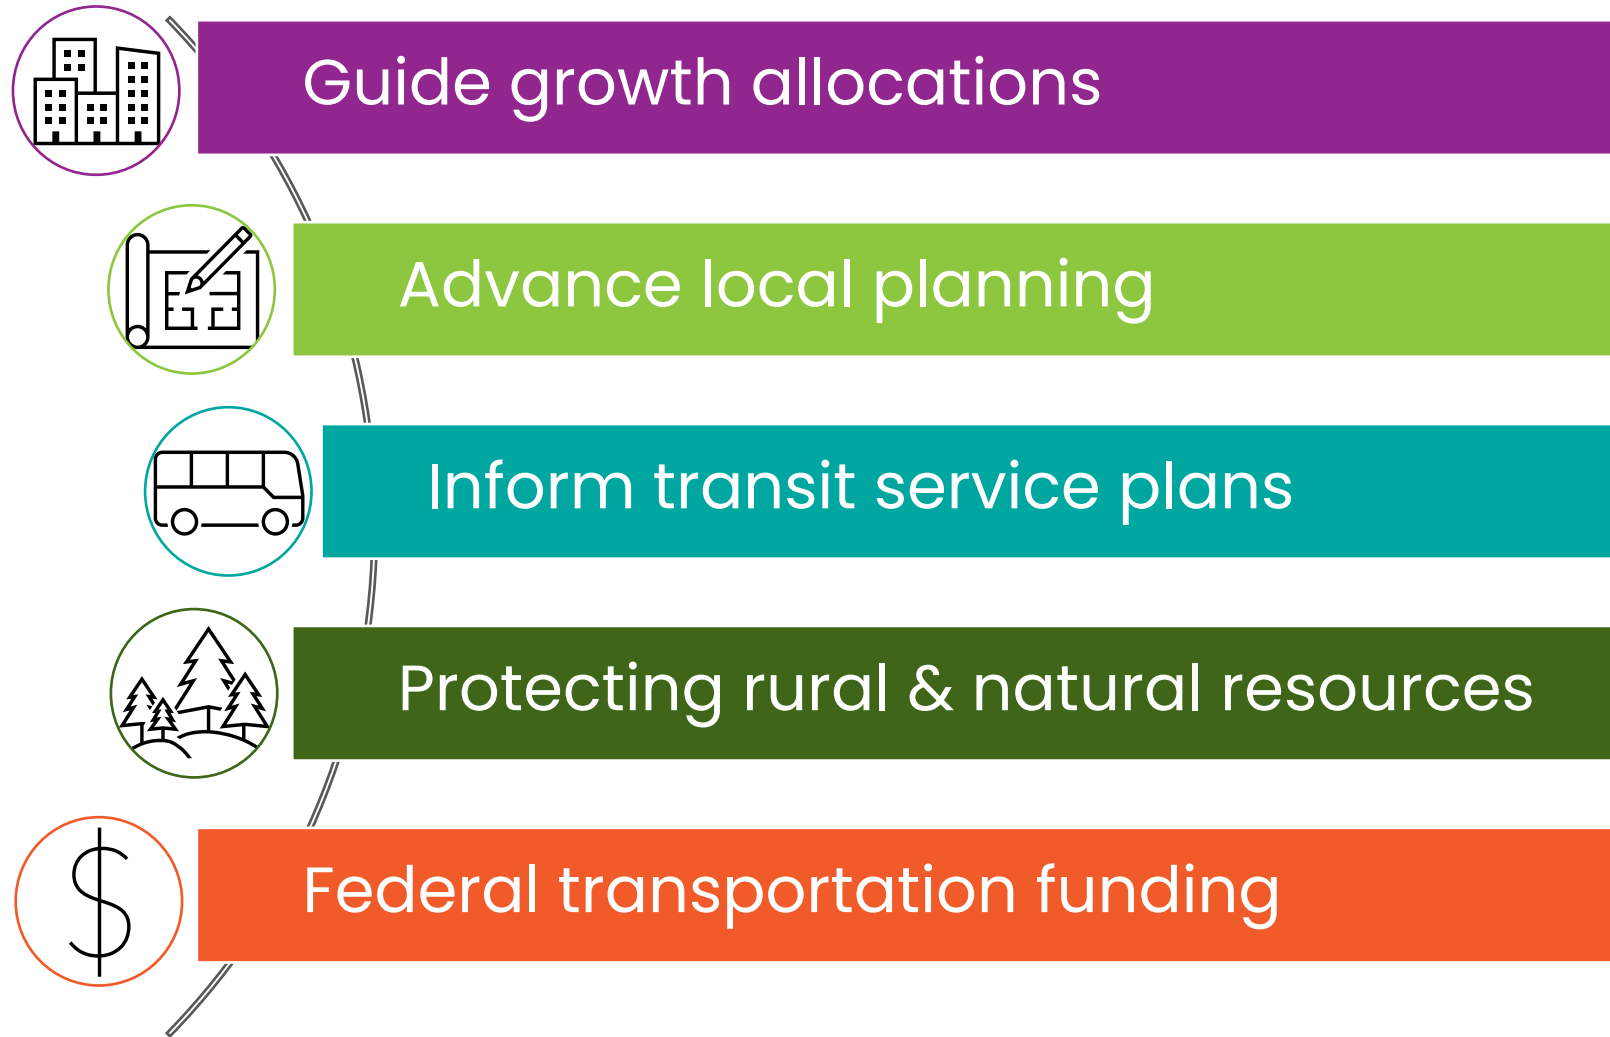 Guide growth allocations
Advance local planning
Inform transit service plans
Protecting rural & natural resources
Federal transportation funding